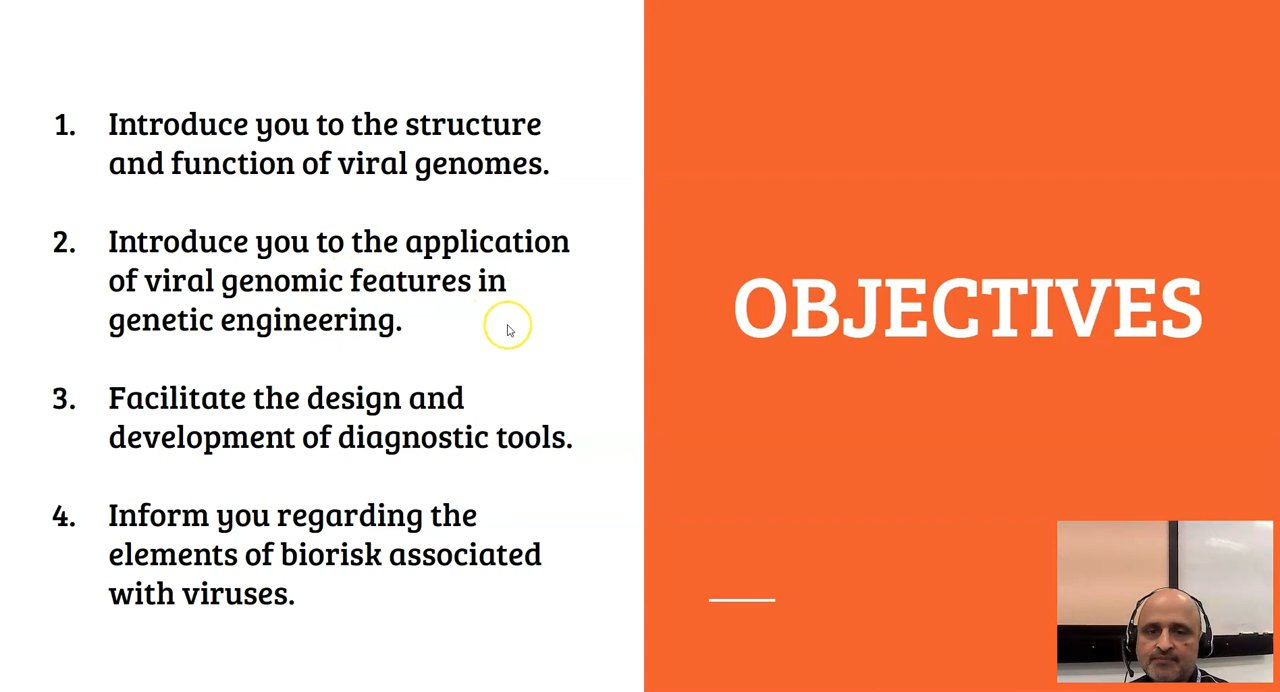 1. Introduce you to the structure
and function of viral genomes.
2. Introduce you to the application
of viral genomic features in
genetic engineering.
3. Facilitate the design and
development of diagnostic tools.
4. Inform you regarding the
elements of biorisk associated
with viruses.
OBJECTIVES